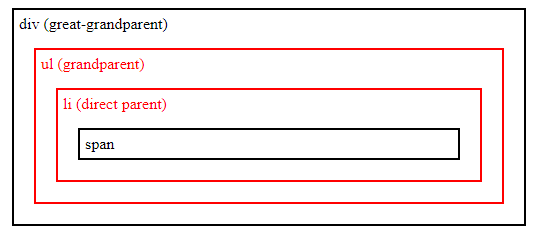 div (great-grandparent)
ul (grandparent)
li (direct parent)
span